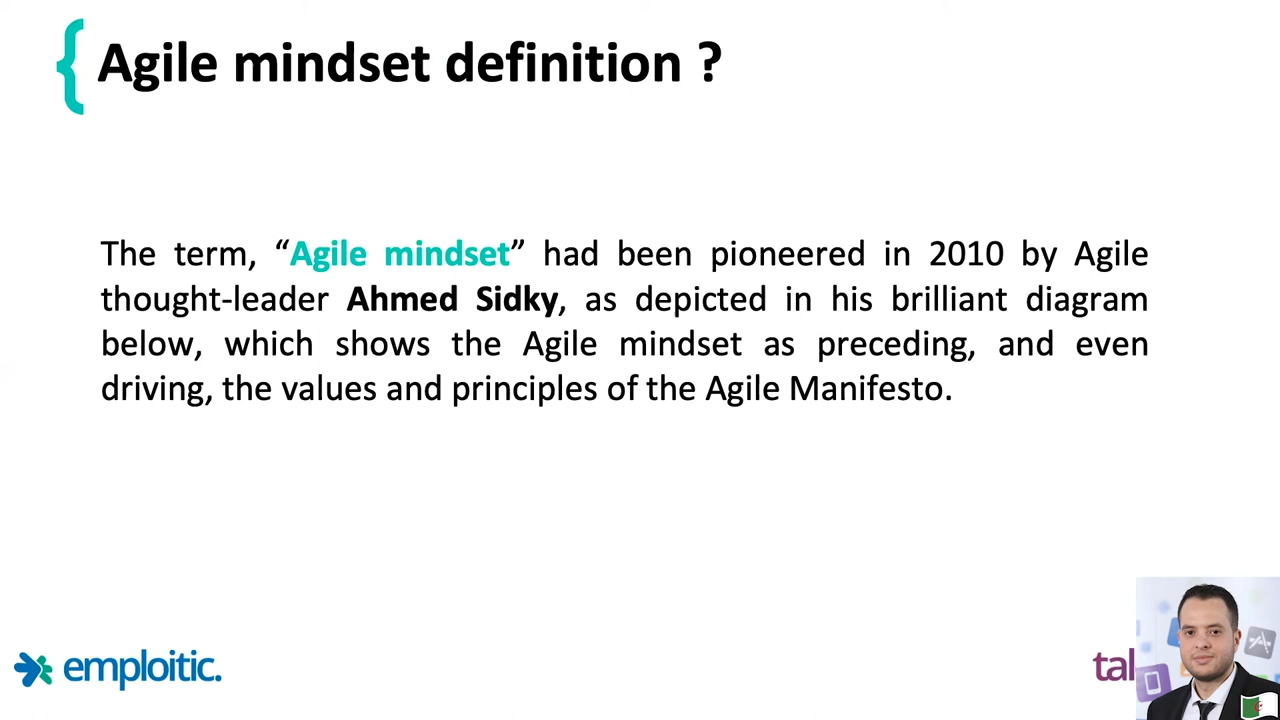 Agile mindset definition ?
The term, “Agile mindset” had been pioneered in 2010 by Agile
thought-leader Ahmed Sidky, as depicted in his brilliant diagram
below, which shows the Agile mindset as preceding, and even
driving, the values and principles of the Agile Manifesto.
emploitic.